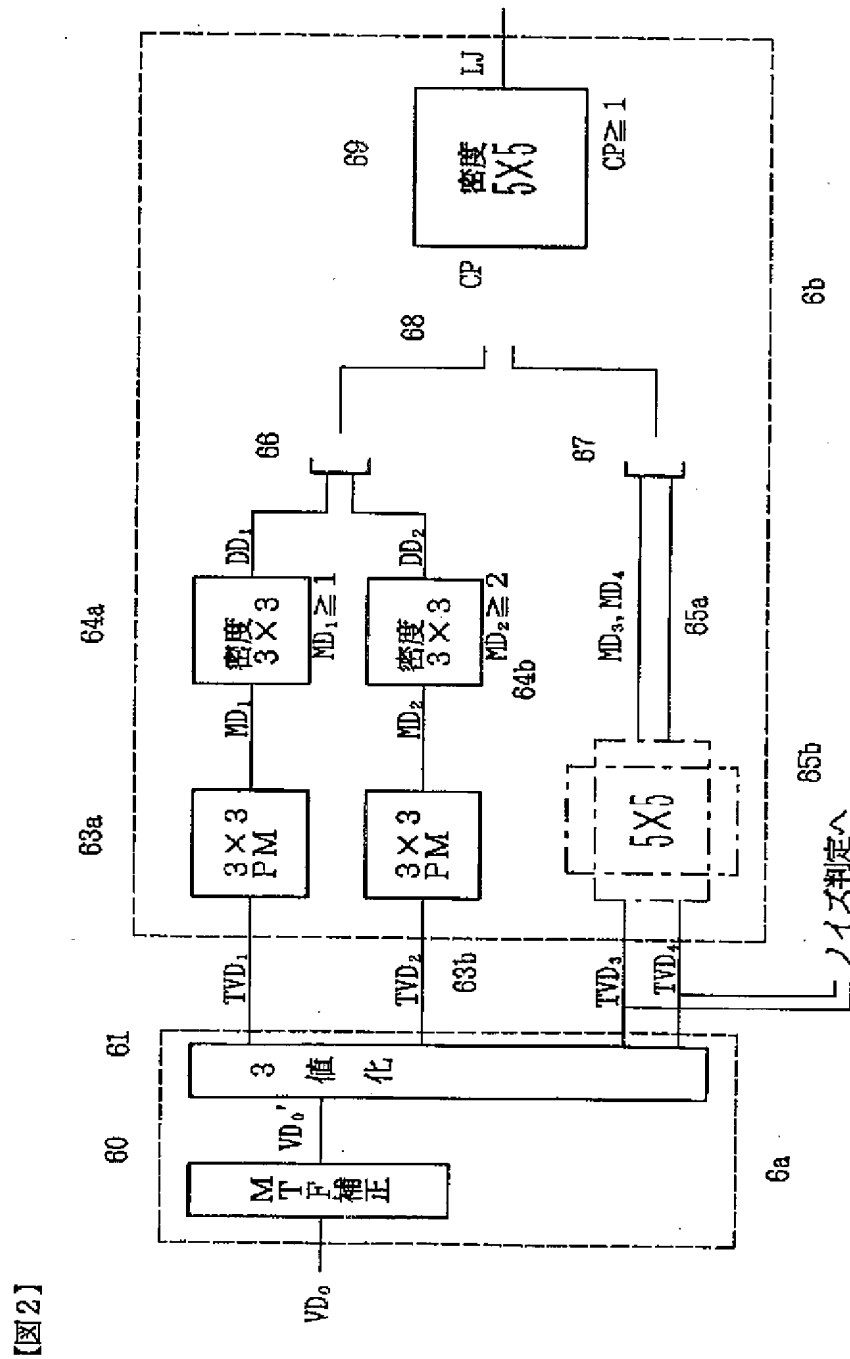 【図2】
VD₀
60
MTF補正
VD₀'
61
3値化
6a
TVD₁
TVD₂
63b
TVD₃
TVD₄
ノイズ判定へ
63a
3×3
PM
3×3
PM
5×5
65b
MD₁
MD₂
MD₃,MD₄
65a
64a
密度
3×3
MD₁≧1
密度
3×3
MD₂≧2
64b
DD₁
DD₂
66
67
68
6b
CP
69
密度
5×5
CP≧1
LJ